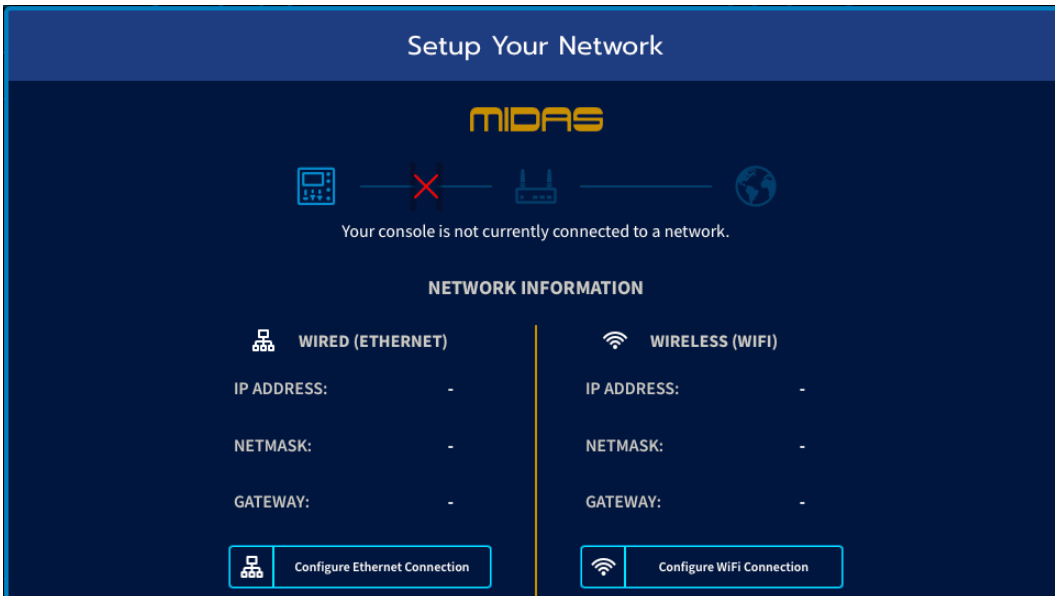 Setup Your Network
MIDAS
Your console is not currently connected to a network.
NETWORK INFORMATION
WIRED (ETHERNET)
IP ADDRESS: -
NETMASK: -
GATEWAY: -
Configure Ethernet Connection
WIRELESS (WIFI)
IP ADDRESS: -
NETMASK: -
GATEWAY: -
Configure WiFi Connection